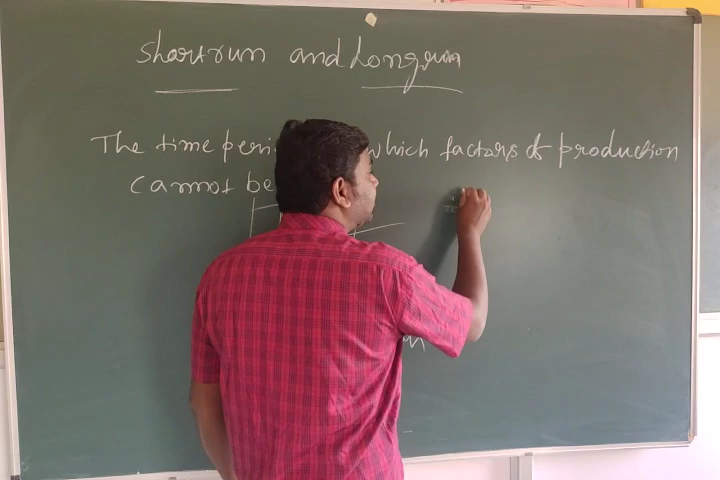 Shortrun and Longrun
The time peri which factors of production
cannot be